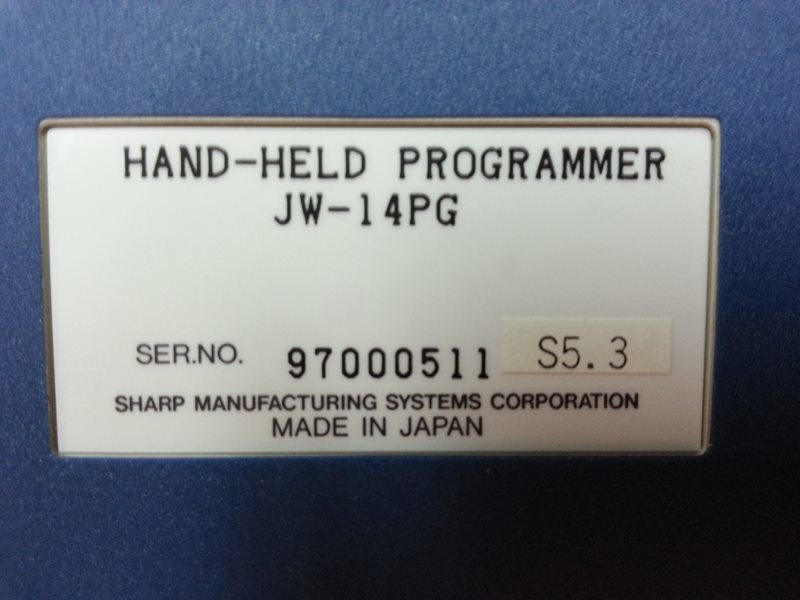 HAND-HELD PROGRAMMER
JW-14PG
SER.NO. 97000511 S5.3
SHARP MANUFACTURING SYSTEMS CORPORATION
MADE IN JAPAN